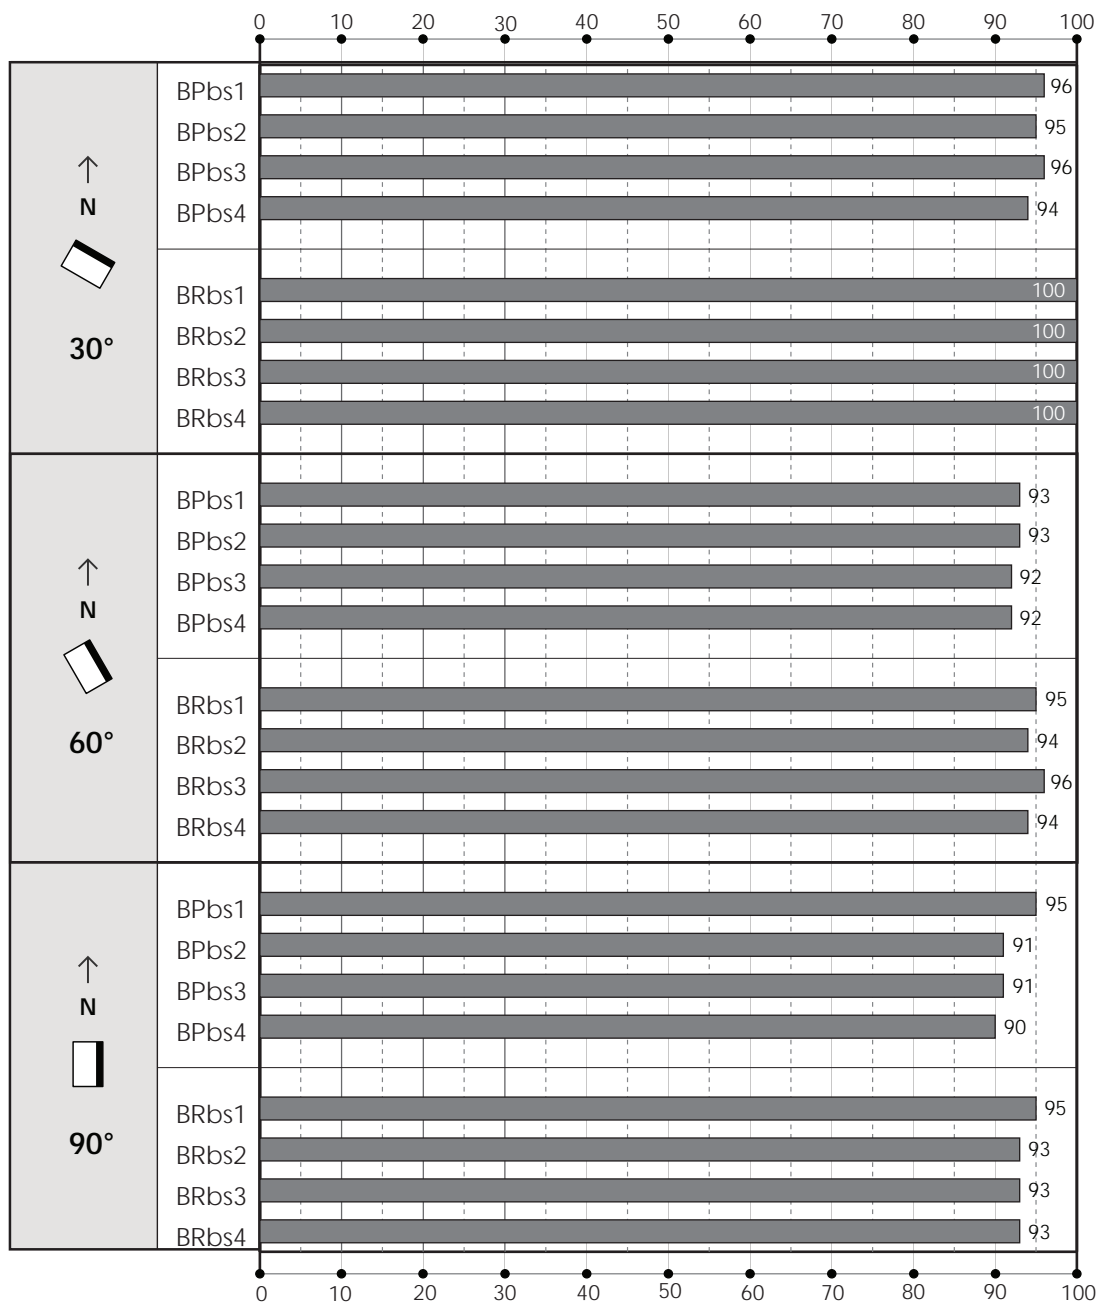 0 10 20 30 40 50 60 70 80 90 100
BPbs1 96
BPbs2 95
BPbs3 96
BPbs4 94
N
30°
BRbs1 100
BRbs2 100
BRbs3 100
BRbs4 100
BPbs1 93
BPbs2 93
BPbs3 92
BPbs4 92
N
60°
BRbs1 95
BRbs2 94
BRbs3 96
BRbs4 94
BPbs1 95
BPbs2 91
BPbs3 91
BPbs4 90
N
90°
BRbs1 95
BRbs2 93
BRbs3 93
BRbs4 93
0 10 20 30 40 50 60 70 80 90 100